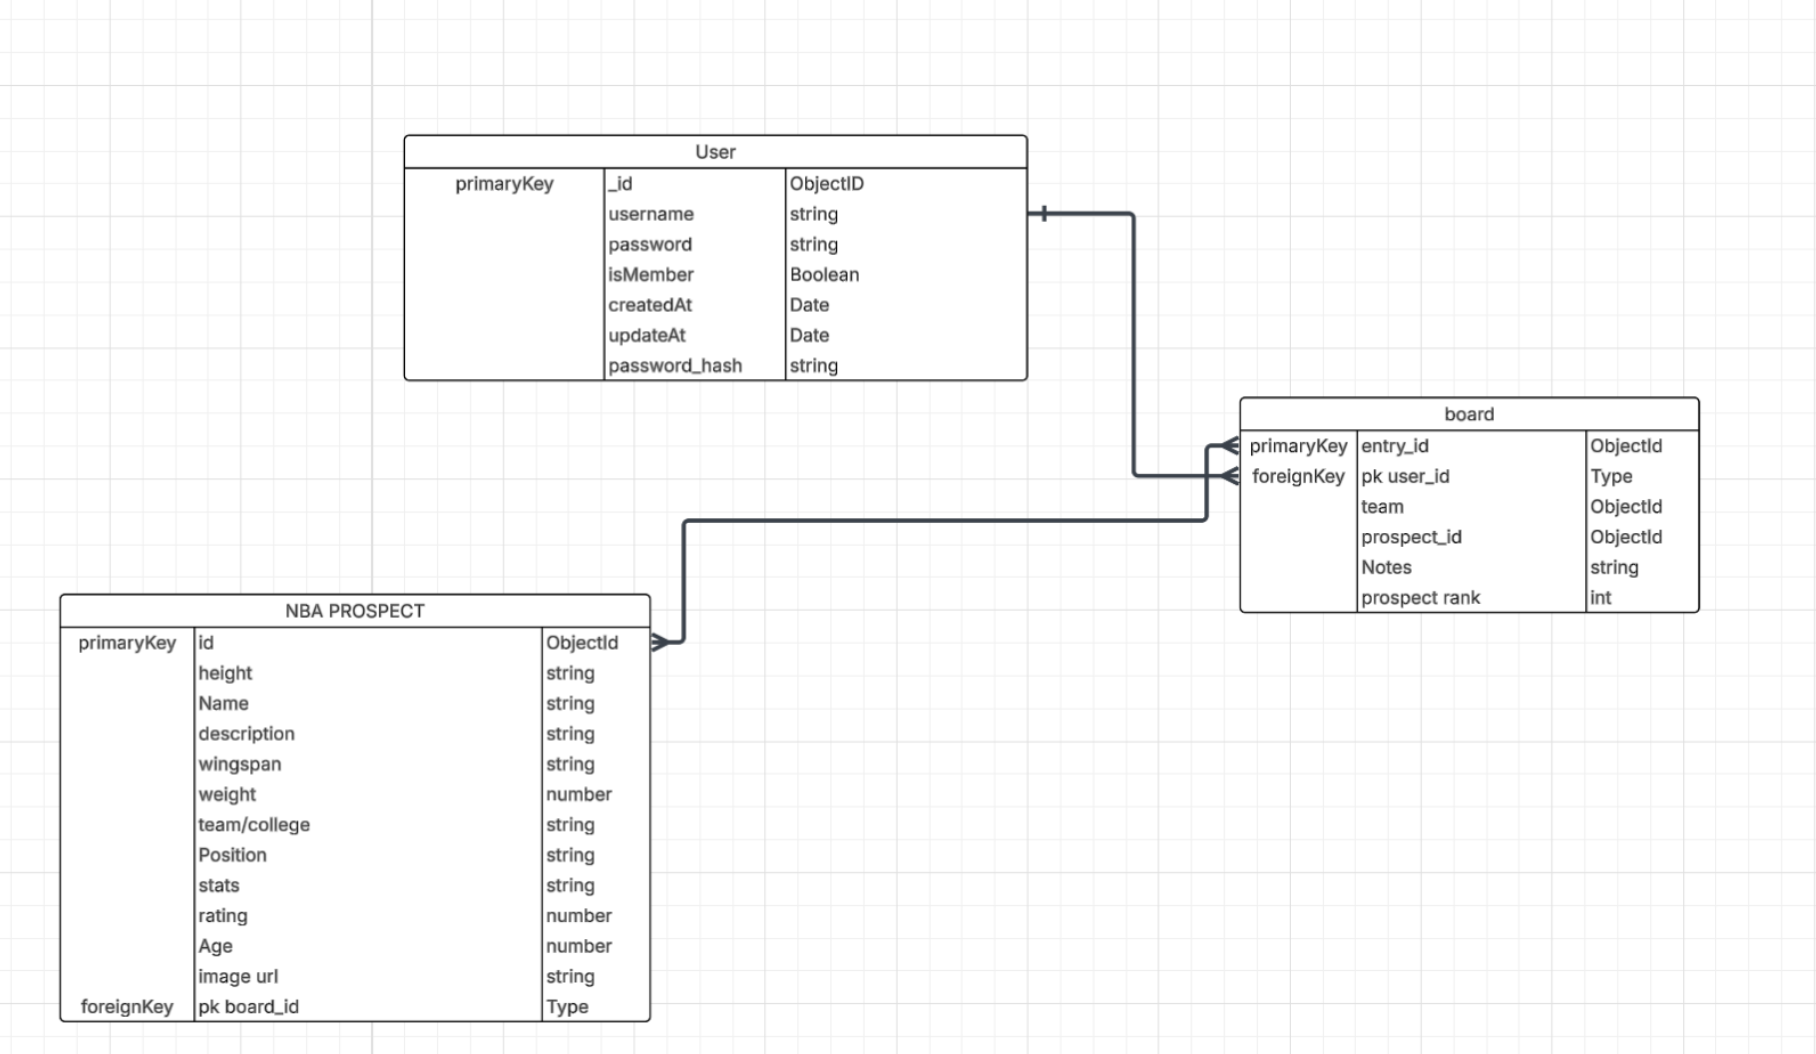 User
primaryKey _id ObjectID
username string
password string
isMember Boolean
createdAt Date
updateAt Date
password_hash string
board
primaryKey entry_id ObjectId
foreignKey pk user_id Type
team ObjectId
prospect_id ObjectId
Notes string
prospect rank int
NBA PROSPECT
primaryKey id ObjectId
height string
Name string
description string
wingspan string
weight number
team/college string
Position string
stats string
rating number
Age number
image url string
foreignKey pk board_id Type